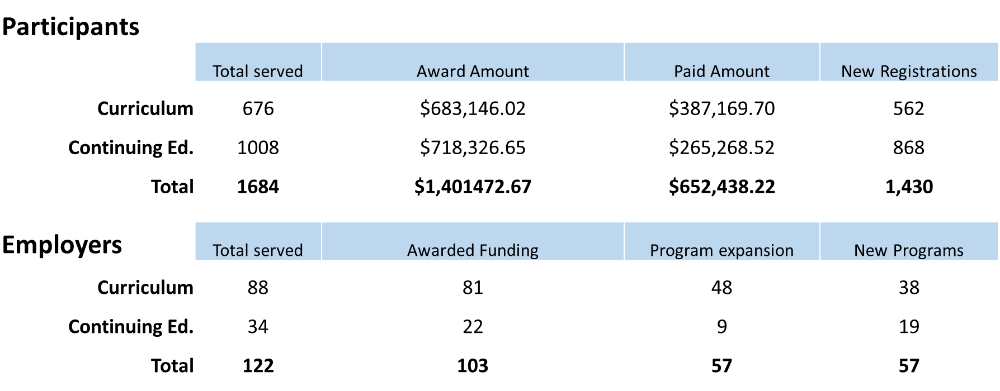 Participants
Total served Award Amount Paid Amount New Registrations
Curriculum 676 $683,146.02 $387,169.70 562
Continuing Ed. 1008 $718,326.65 $265,268.52 868
Total 1684 $1,401472.67 $652,438.22 1,430
Employers Total served Awarded Funding Program expansion New Programs
Curriculum 88 81 48 38
Continuing Ed. 34 22 9 19
Total 122 103 57 57